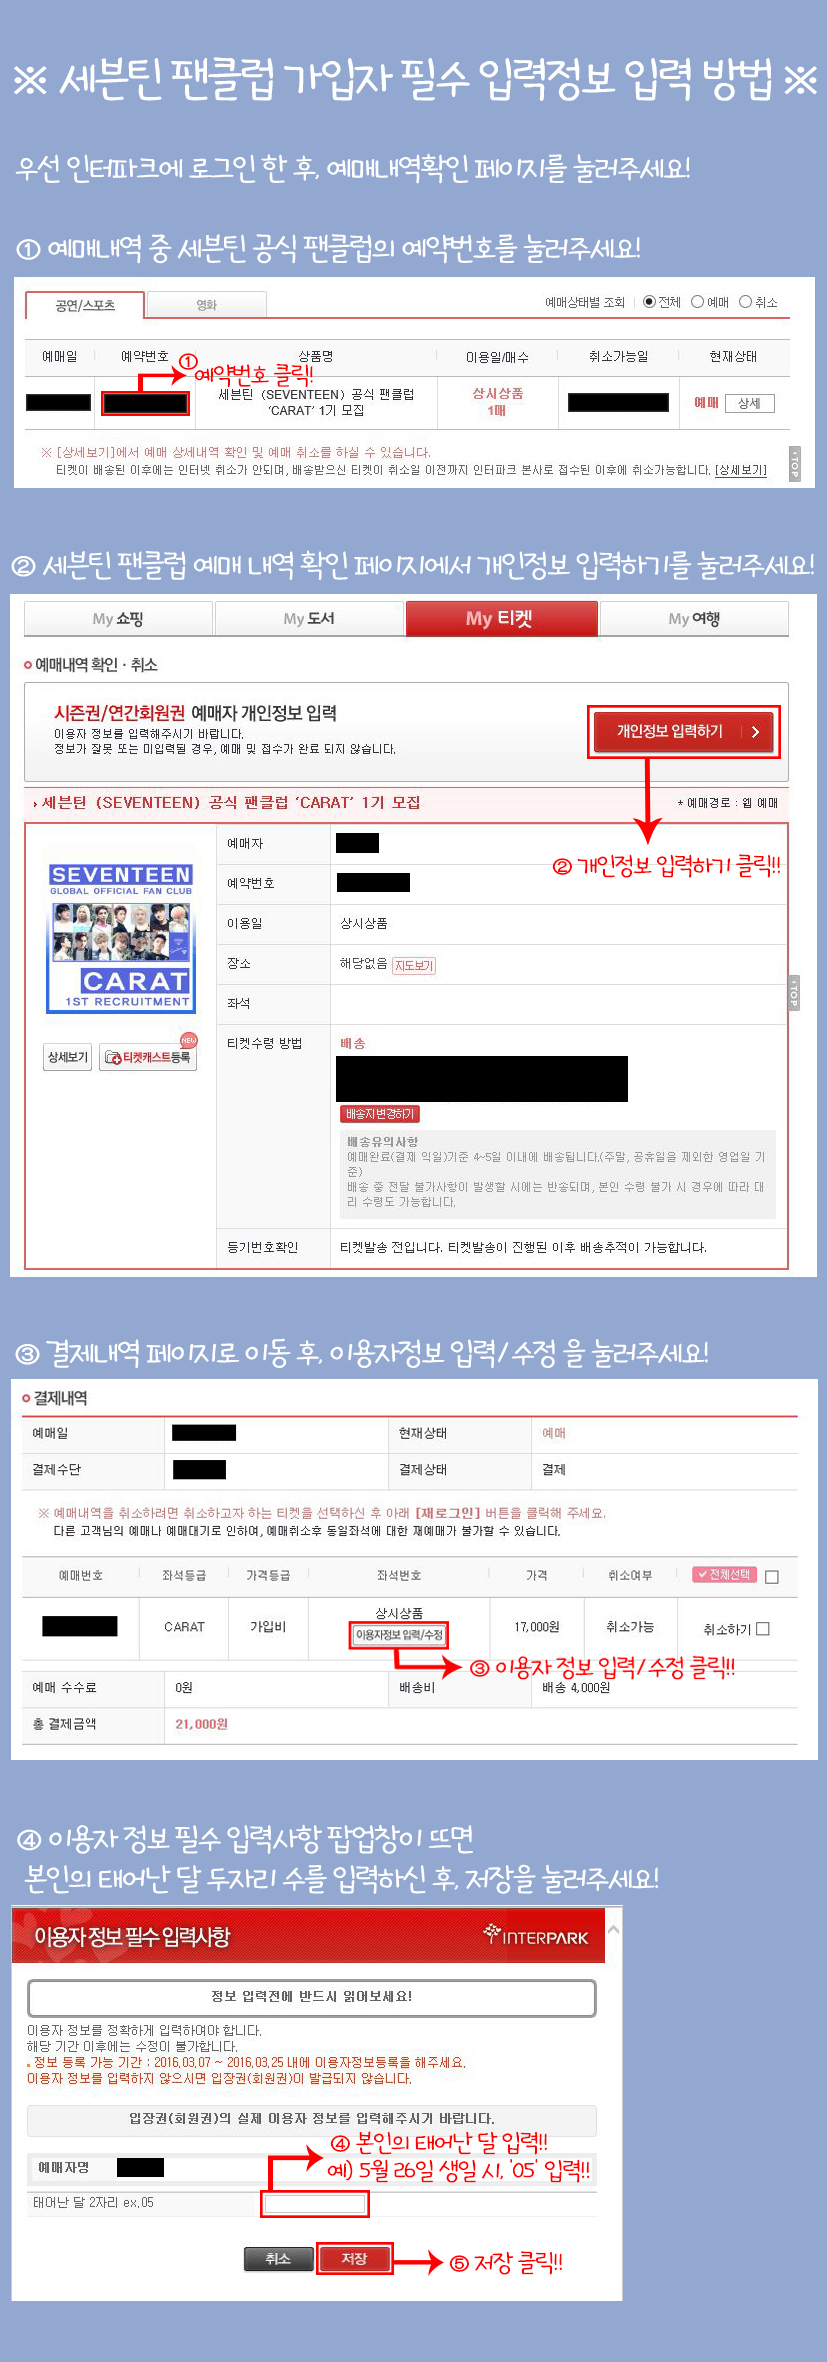 ※ 세븐틴 팬클럽 가입자 필수 입력정보 입력 방법 ※
우선 인터파크에 로그인 한 후, 예매내역확인 페이지를 눌러주세요!
① 예매내역 중 세븐틴 공식 팬클럽의 예약번호를 눌러주세요!
공연/스포츠 영화 예매상태별 조회 전체 예매 취소
예매일 예약번호 상품명 이용일/매수 취소가능일 현재상태
① 예약번호 클릭!
세븐틴 (SEVENTEEN) 공식 팬클럽
‘CARAT’ 1기 모집
상시상품
1매
예매 상세
※ [상세보기]에서 예매 상세내역 확인 및 예매 취소를 하실 수 있습니다.
티켓이 배송된 이후에는 인터넷 취소가 안되며, 배송받으신 티켓이 취소일 이전까지 인터파크 본사로 접수된 이후에 취소가능합니다. [상세보기]
TOP
② 세븐틴 팬클럽 예매 내역 확인 페이지에서 개인정보 입력하기를 눌러주세요!
My 쇼핑 My 도서 My 티켓 My 여행
예매내역 확인 · 취소
시즌권/연간회원권 예매자 개인정보 입력
이용자 정보를 입력해주시기 바랍니다.
정보가 잘못 또는 미입력될 경우, 예매 및 접수가 완료 되지 않습니다.
개인정보 입력하기
세븐틴 (SEVENTEEN) 공식 팬클럽 ‘CARAT’ 1기 모집 * 예매경로 : 웹 예매
② 개인정보 입력하기 클릭!!
SEVENTEEN
GLOBAL OFFICIAL FAN CLUB
CARAT
1ST RECRUITMENT
상세보기 티켓캐스트등록 NEW
예매자
예약번호
이용일 상시상품
장소 해당없음 지도보기
좌석
티켓수령 방법 배송
배송지변경하기
배송유의사항
예매완료(결제 익일)기준 4~5일 이내에 배송됩니다.(주말, 공휴일을 제외한 영업일 기
준)
배송 중 전달 불가사항이 발생할 시에는 반송되며, 본인 수령 불가 시 경우에 따라 대
리 수령도 가능합니다.
등기번호확인 티켓발송 전입니다. 티켓발송이 진행된 이후 배송추적이 가능합니다.
TOP
③ 결제내역 페이지로 이동 후, 이용자정보 입력/수정 을 눌러주세요!
결제내역
예매일 현재상태 예매
결제수단 결제상태 결제
※ 예매내역을 취소하려면 취소하고자 하는 티켓을 선택하신 후 아래 [재로그인] 버튼을 클릭해 주세요.
다른 고객님의 예매나 예매대기로 인하여, 예매취소후 동일좌석에 대한 재예매가 불가할 수 있습니다.
예매번호 좌석등급 가격등급 좌석번호 가격 취소여부 전체선택
CARAT 가입비 상시상품 17,000원 취소가능 취소하기
이용자정보 입력/수정
③ 이용자 정보 입력/수정 클릭!!
예매 수수료 0원 배송비 배송 4,000원
총 결제금액 21,000원
④ 이용자 정보 필수 입력사항 팝업창이 뜨면
본인의 태어난 달 두자리 수를 입력하신 후, 저장을 눌러주세요!
이용자 정보 필수 입력사항 INTERPARK
정보 입력전에 반드시 읽어보세요!
이용자 정보를 정확하게 입력하여야 합니다.
해당 기간 이후에는 수정이 불가합니다.
• 정보 등록 가능 기간 : 2016.03.07 ~ 2016.03.25 내에 이용자정보등록을 해주세요.
이용자 정보를 입력하지 않으시면 입장권(회원권)이 발급되지 않습니다.
입장권(회원권)의 실제 이용자 정보를 입력해주시기 바랍니다.
④ 본인의 태어난 달 입력!!
예) 5월 26일 생일 시, '05' 입력!!
예매자명
태어난 달 2자리 ex.05
취소 저장 ⑤ 저장 클릭!!